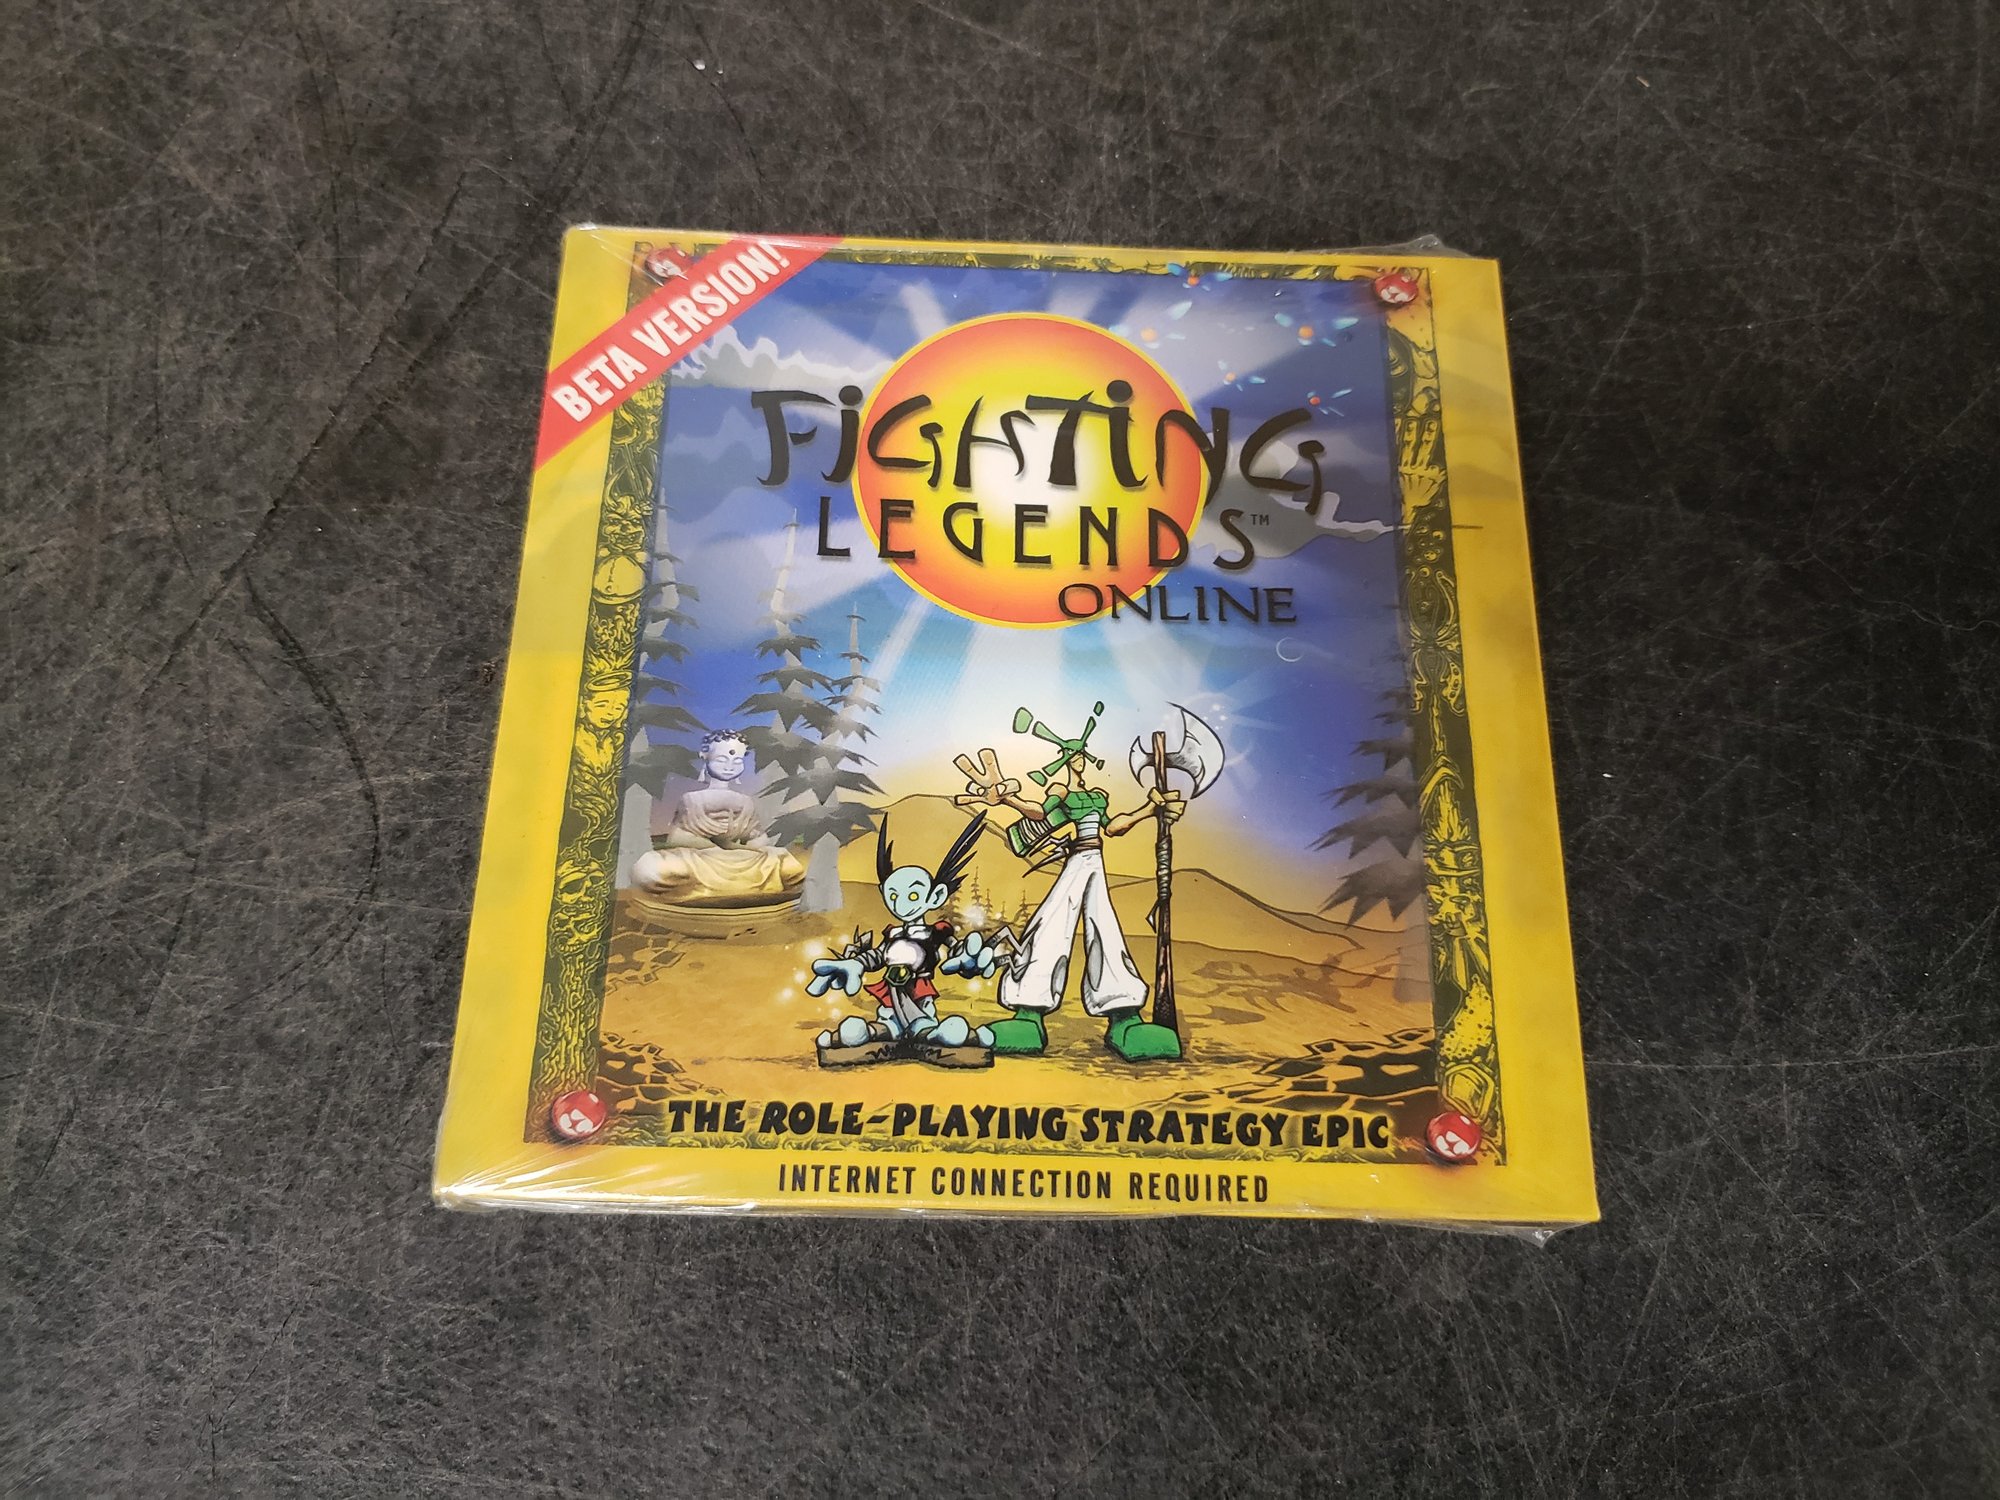 BETA VERSION!
FIGHTING
LEGENDS™
ONLINE
THE ROLE-PLAYING STRATEGY EPIC
INTERNET CONNECTION REQUIRED